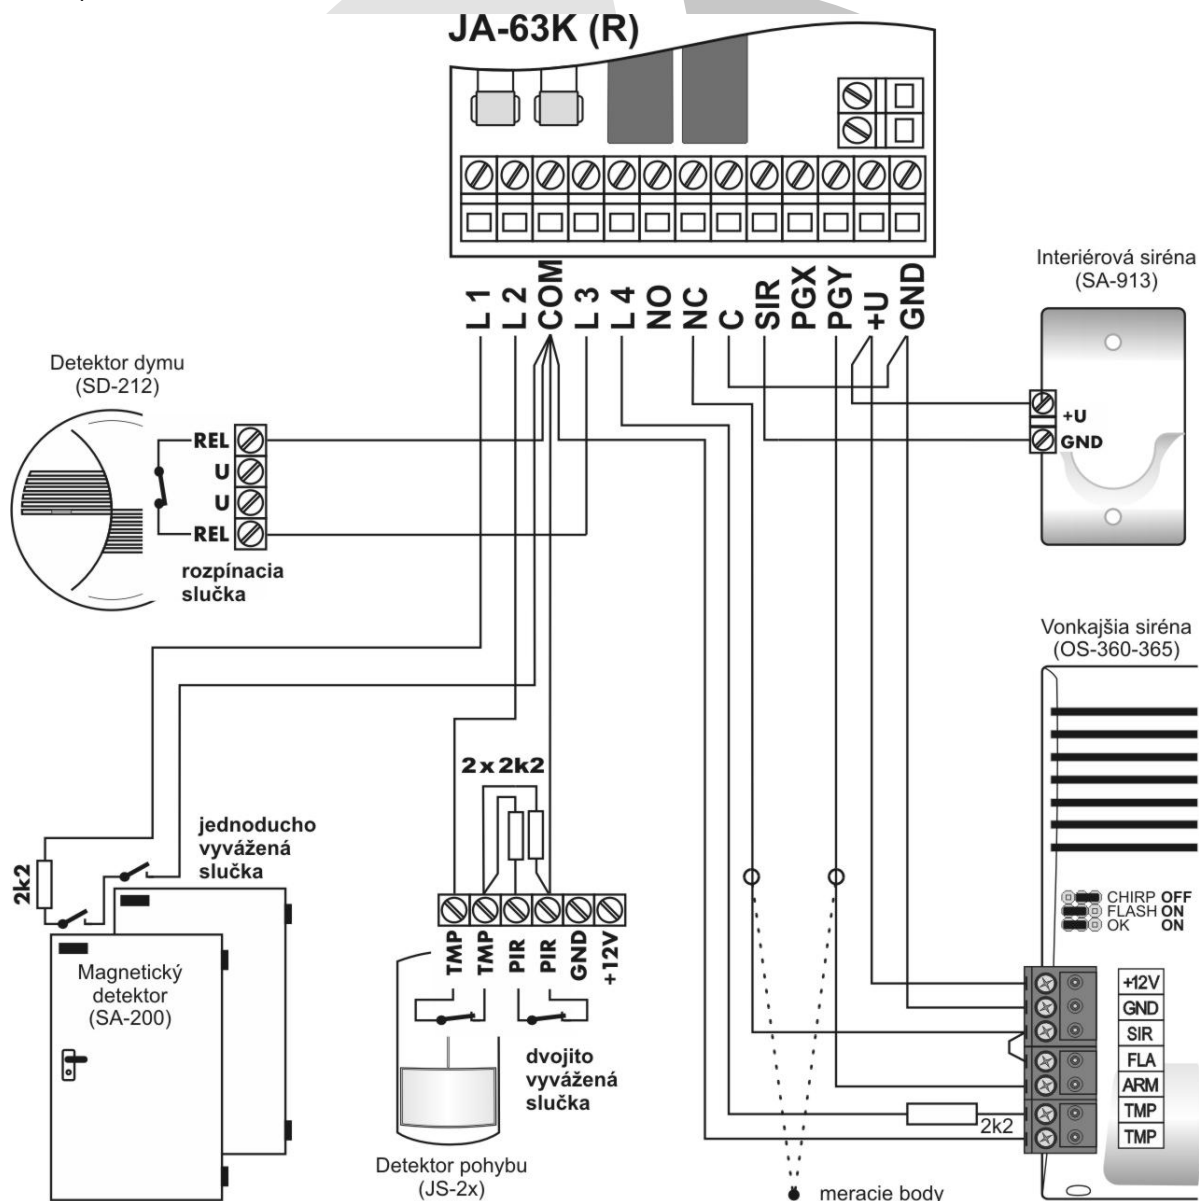 JA-63K (R)
L 1
L 2
COM
L 3
L 4
NO
NC
C
SIR
PGX
PGY
+U
GND
Interiérová siréna
(SA-913)
+U
GND
Detektor dymu
(SD-212)
REL
U
U
REL
rozpínacia
slučka
Vonkajšia siréna
(OS-360-365)
2 x 2k2
jednoducho
vyvážená
slučka
2k2
CHIRP OFF
FLASH ON
OK ON
TMP
TMP
PIR
PIR
GND
+12V
Magnetický
detektor
(SA-200)
+12V
GND
SIR
FLA
ARM
TMP
TMP
2k2
dvojito
vyvážená
slučka
Detektor pohybu
(JS-2x)
meracie body